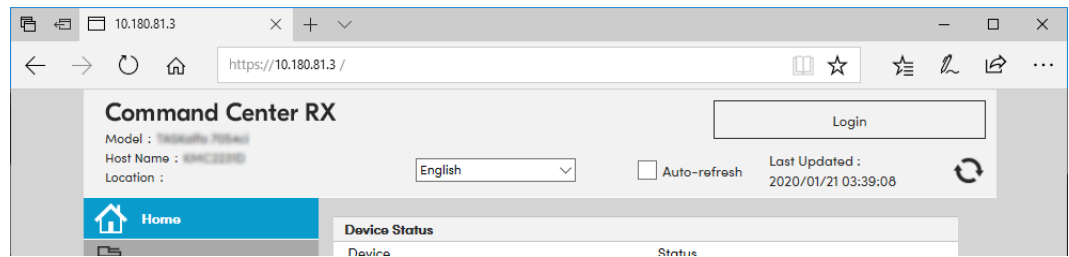 10.180.81.3
https://10.180.81.3 /
Command Center RX
Login
Model :
Host Name :
Location :
English
Auto-refresh
Last Updated :
2020/01/21 03:39:08
Home
Device Status
Device Status